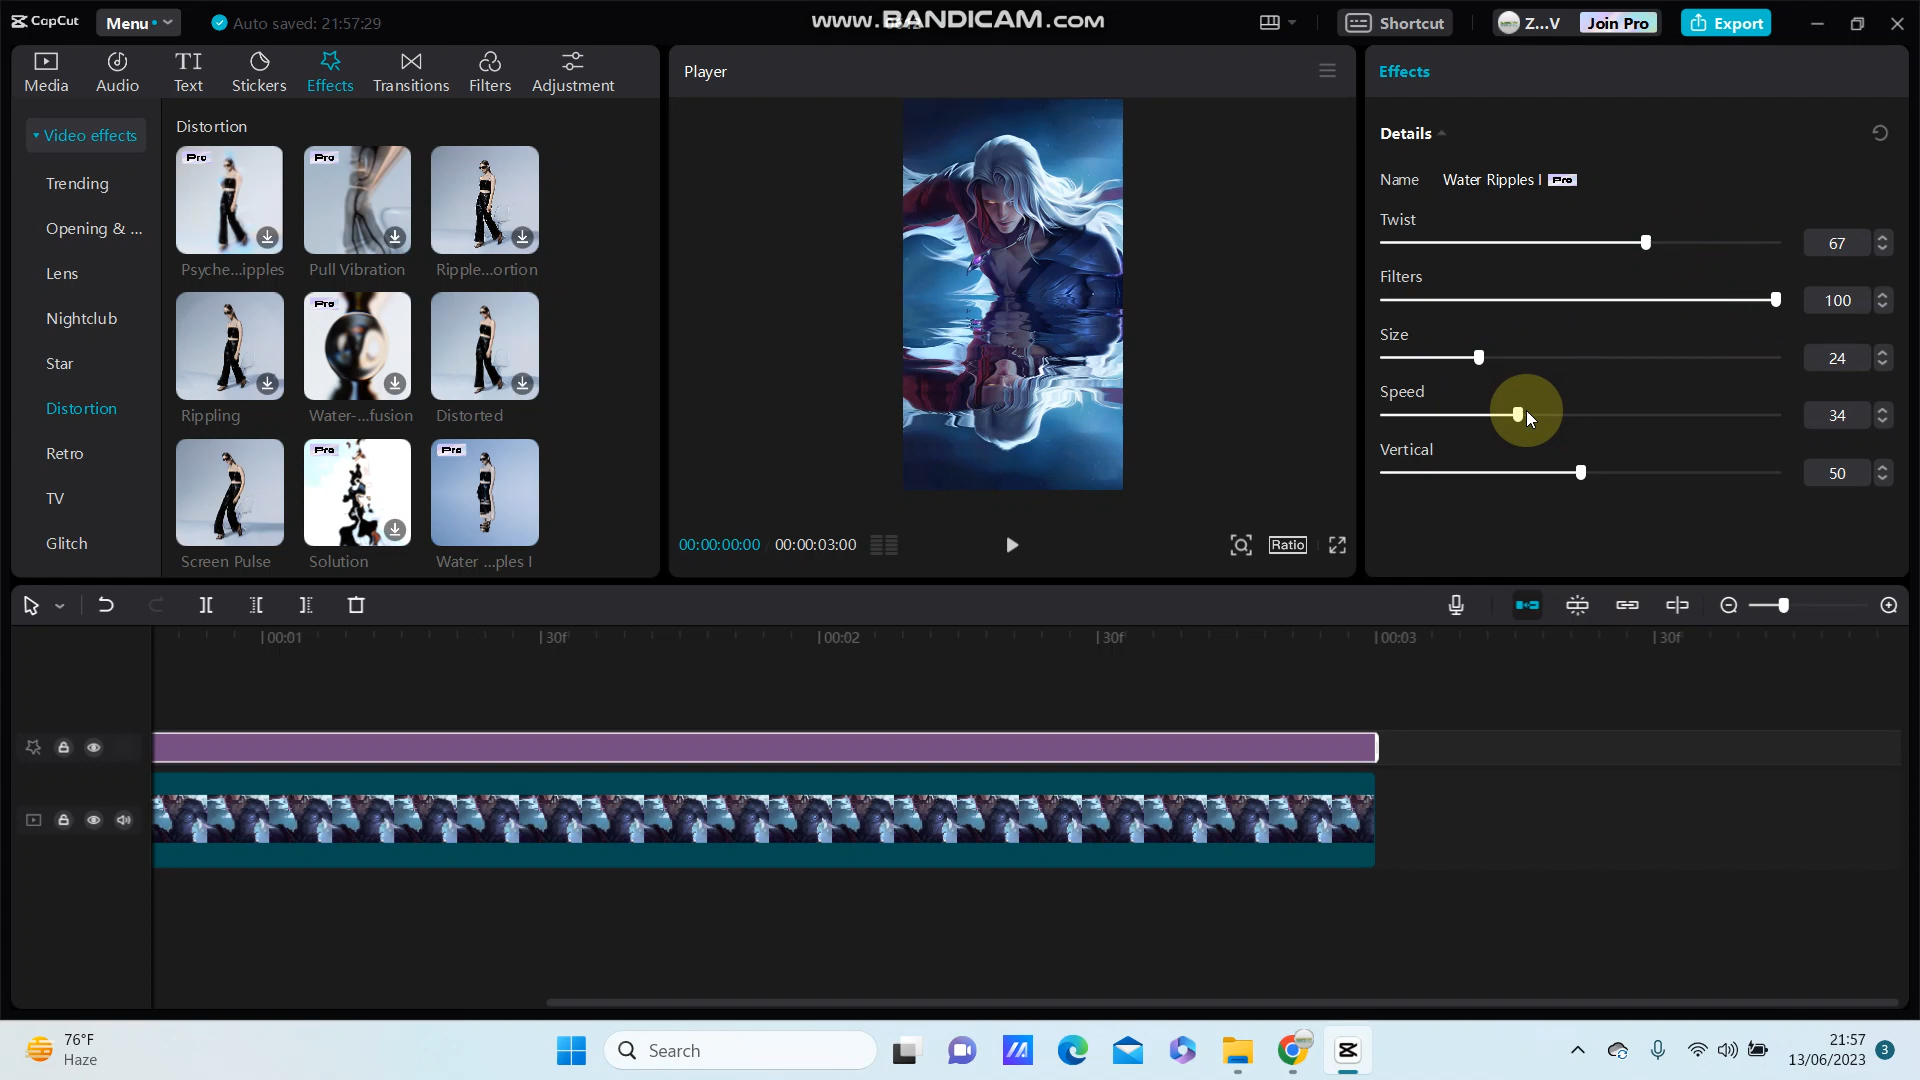 CapCut Menu Auto saved: 21:57:29 www.BANDICAM.com Shortcut Z...V Join Pro Export
Media Audio Text Stickers Effects Transitions Filters Adjustment
Player
Effects
Video effects
Trending
Opening & ...
Lens
Nightclub
Star
Distortion
Retro
TV
Glitch
Distortion
Pro Pro
Psyche...ipples Pull Vibration Ripple...ortion
Pro
Rippling Water-...fusion Distorted
Pro Pro
Screen Pulse Solution Water ...ples I
00:00:00:00 00:00:03:00 Ratio
Details
Name Water Ripples I Pro
Twist
67
Filters
100
Size
24
Speed
34
Vertical
50
00:01 30f 00:02 30f 00:03 30f
76°F
Haze
Search
21:57
13/06/2023 3